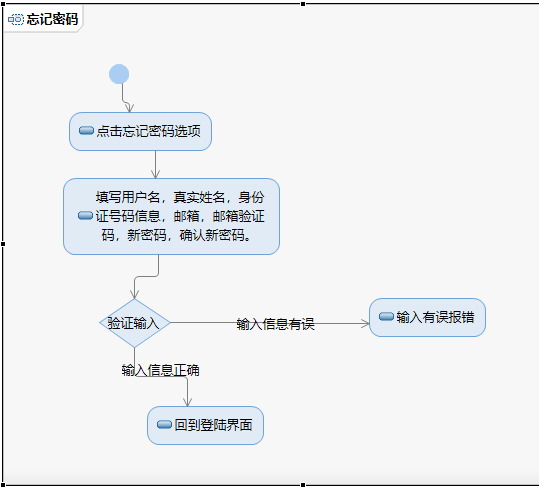 忘记密码
点击忘记密码选项
填写用户名，真实姓名，身份
证号码信息，邮箱，邮箱验证
码，新密码，确认新密码。
验证输入
输入信息有误
输入有误报错
输入信息正确
回到登陆界面